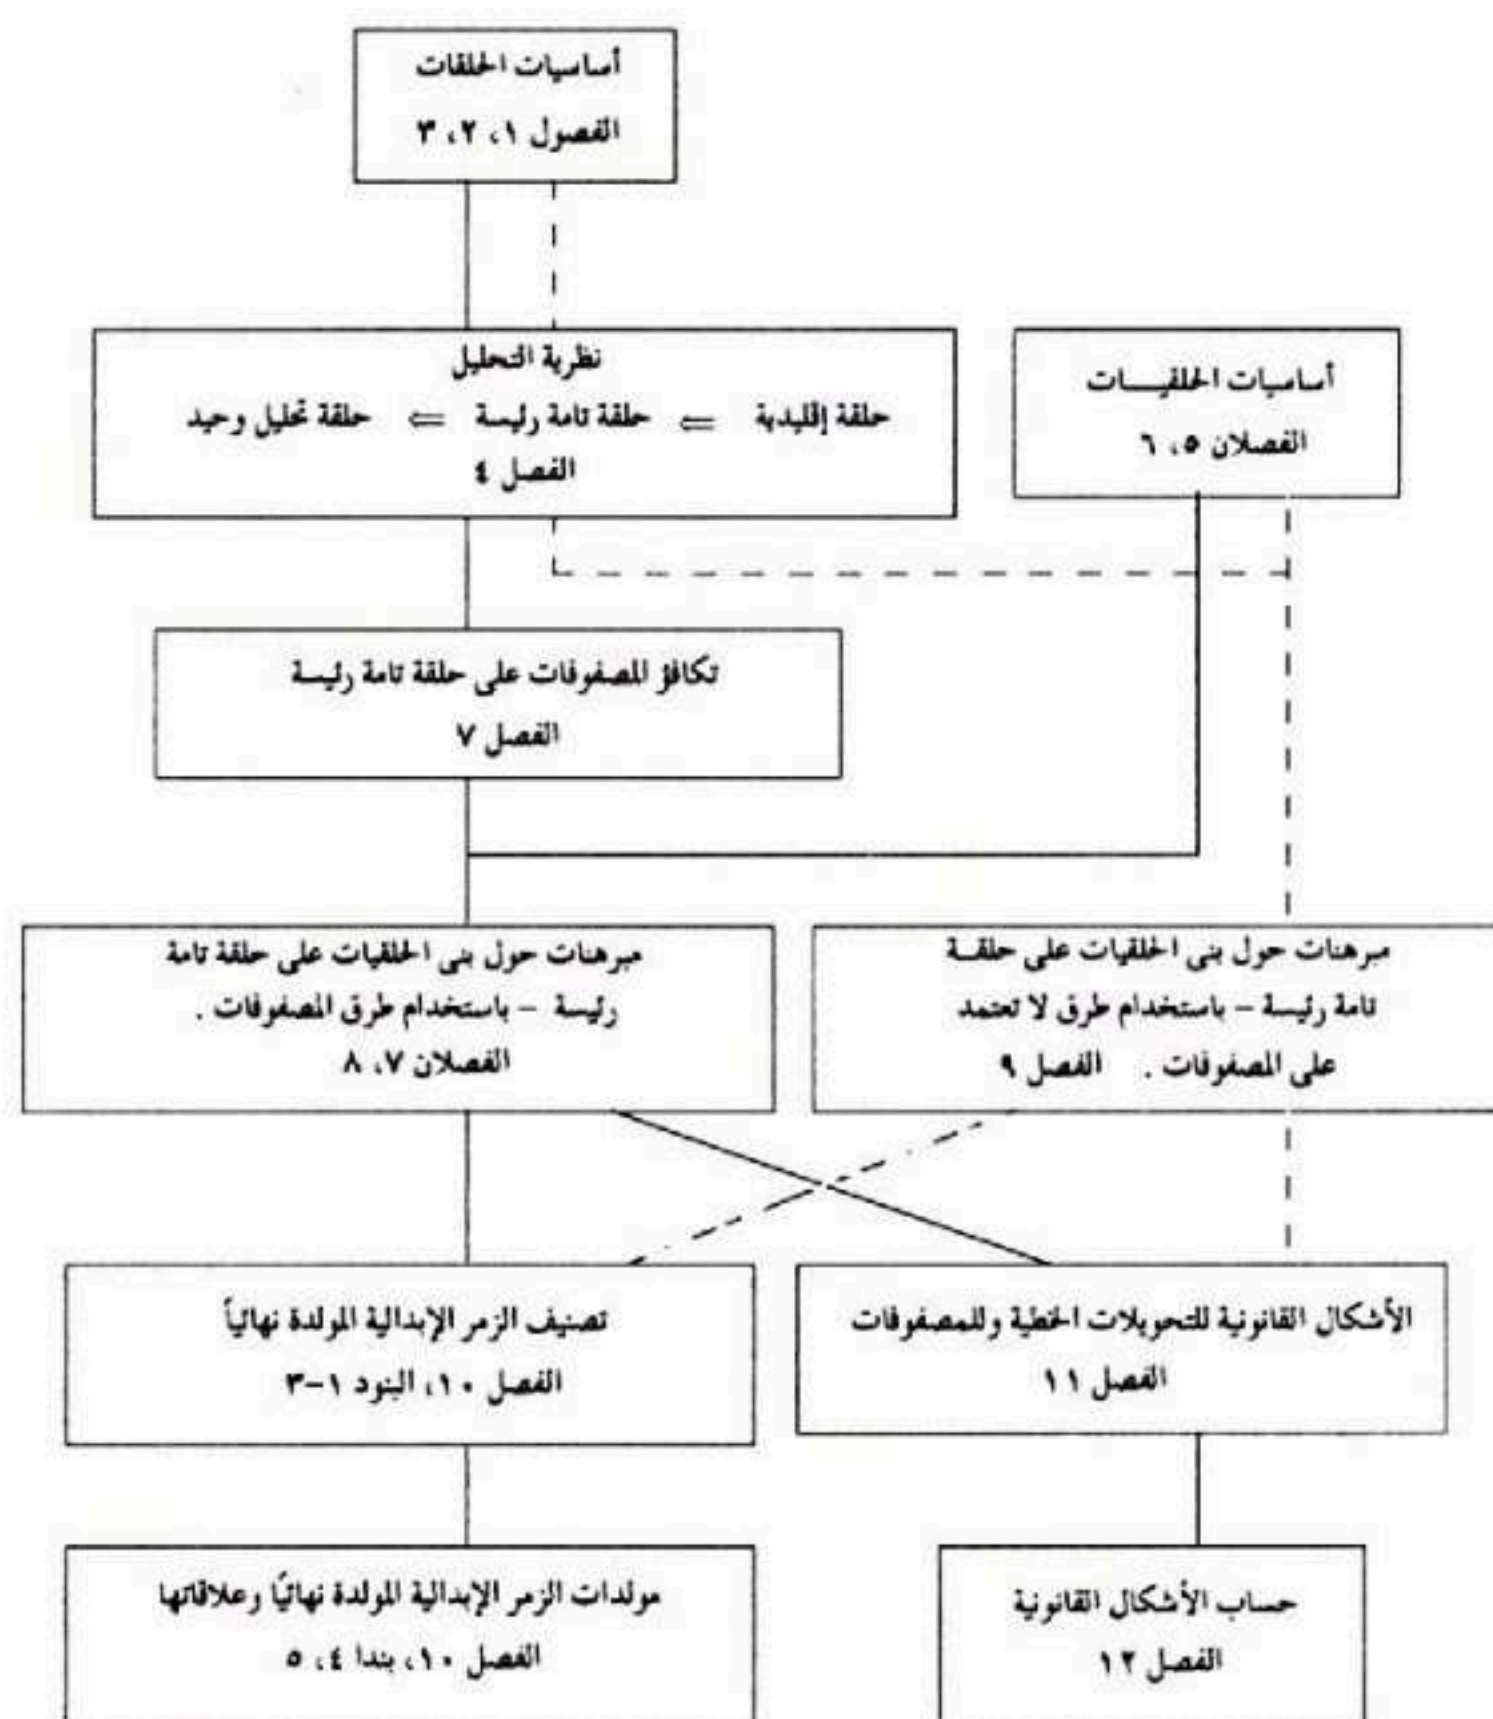 أساسيات الحلقات
الفصول ١، ٢، ٣
نظرية التحليل
حلقة إقليدية ⇐ حلقة تامة رئيسة ⇐ حلقة تحليل وحيد
الفصل ٤
أساسيات الحلقيـــات
الفصلان ٥، ٦
تكافؤ المصفوفات على حلقة تامة رئيسة
الفصل ٧
مبرهنات حول بنى الحلقيات على حلقة تامة
رئيسة – باستخدام طرق المصفوفات .
الفصلان ٧، ٨
مبرهنات حول بنى الحلقيات على حلقـة
تامة رئيسة – باستخدام طرق لا تعتمد
على المصفوفات . الفصل ٩
تصنيف الزمر الإبدالية المولدة نهائياً
الفصل ١٠، البنود ١–٣
الأشكال القانونية للتحويلات الخطية وللمصفوفات
الفصل ١١
مولدات الزمر الإبدالية المولدة نهائيًا وعلاقاتها
الفصل ١٠، بندا ٤، ٥
حساب الأشكال القانونية
الفصل ١٢